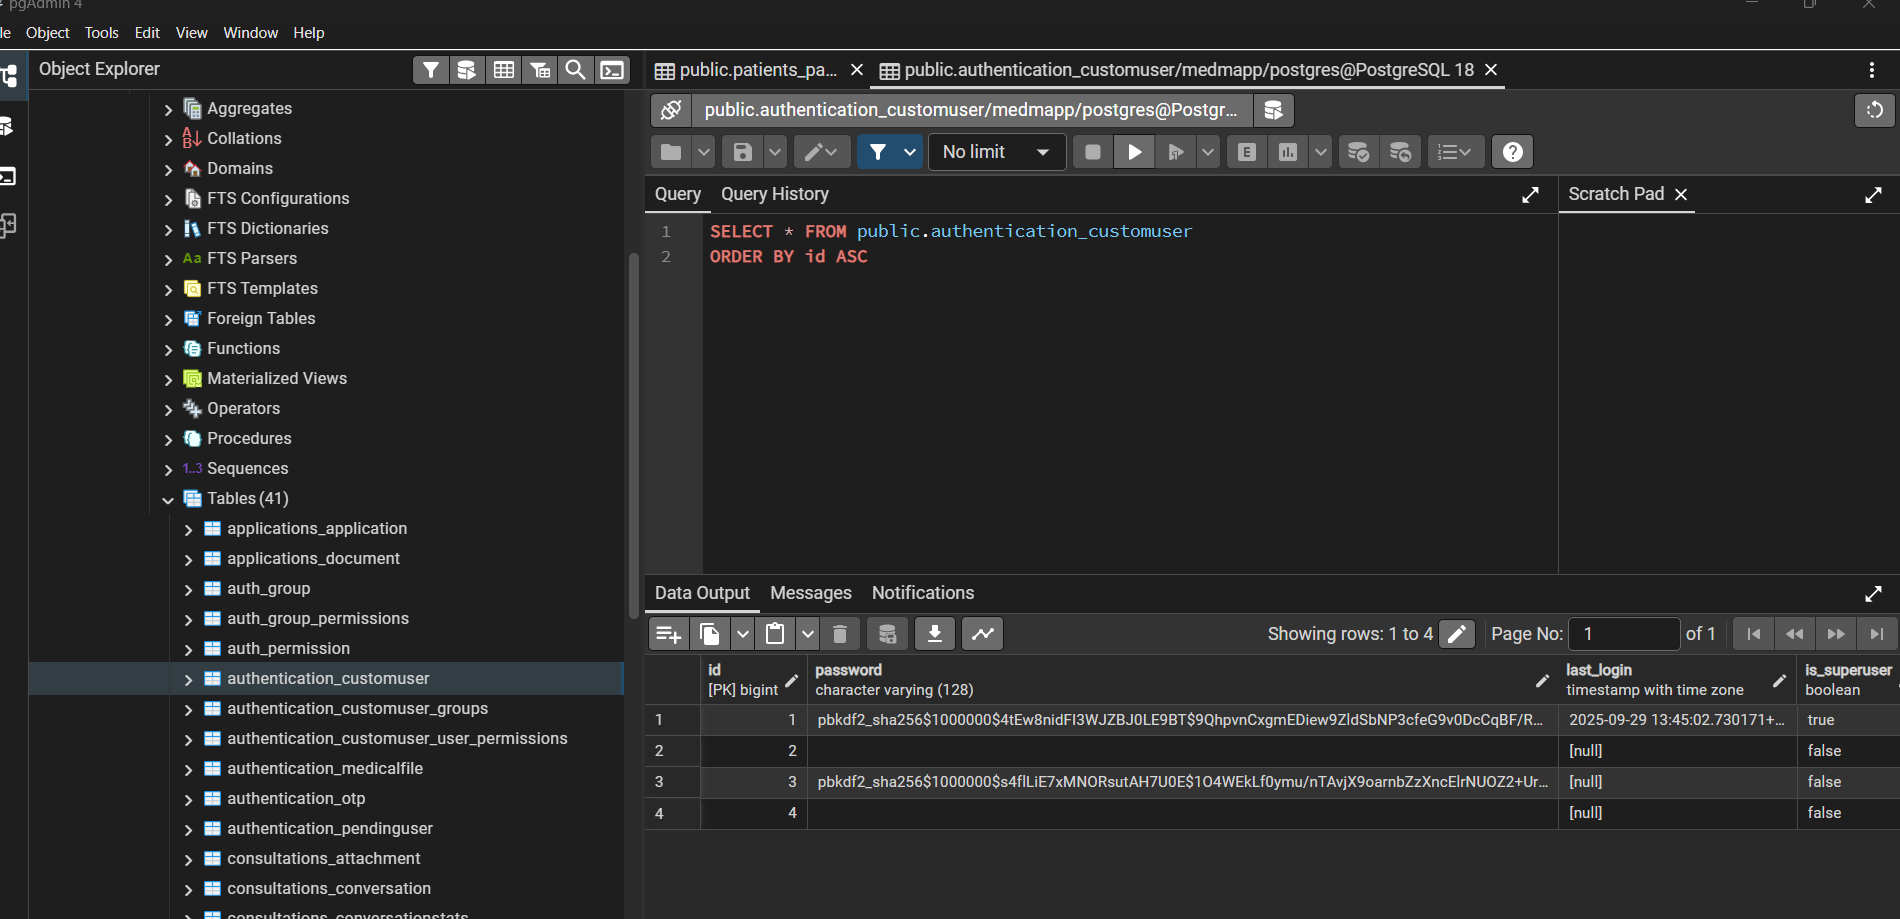 pgAdmin 4
le Object Tools Edit View Window Help
Object Explorer
Aggregates
Collations
Domains
FTS Configurations
FTS Dictionaries
Aa FTS Parsers
FTS Templates
Foreign Tables
Functions
Materialized Views
Operators
Procedures
1..3 Sequences
Tables (41)
applications_application
applications_document
auth_group
auth_group_permissions
auth_permission
authentication_customuser
authentication_customuser_groups
authentication_customuser_user_permissions
authentication_medicalfile
authentication_otp
authentication_pendinguser
consultations_attachment
consultations_conversation
consultations_conversationstats
public.patients_pa... public.authentication_customuser/medmapp/postgres@PostgreSQL 18
public.authentication_customuser/medmapp/postgres@Postgr...
No limit
E
Query Query History
Scratch Pad
1 SELECT * FROM public.authentication_customuser
2 ORDER BY id ASC
Data Output Messages Notifications
Showing rows: 1 to 4 Page No: 1 of 1
id password last_login is_superuser
[PK] bigint character varying (128) timestamp with time zone boolean
1 1 pbkdf2_sha256$1000000$4tEw8nidFI3WJZBJ0LE9BT$9QhpvnCxgmEDiew9ZldSbNP3cfeG9v0DcCqBF/R... 2025-09-29 13:45:02.730171+... true
2 2 [null] false
3 3 pbkdf2_sha256$1000000$s4flLiE7xMNORsutAH7U0E$1O4WEkLf0ymu/nTAvjX9oarnbZzXncElrNUOZ2+Ur... [null] false
4 4 [null] false